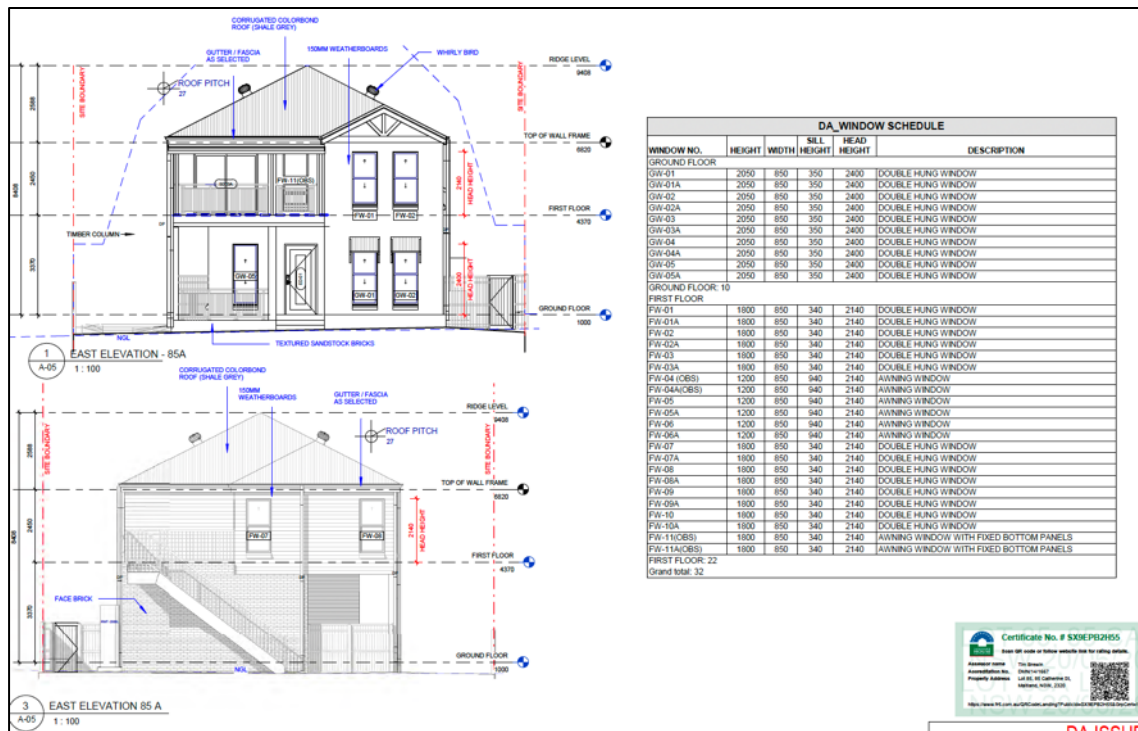 CORRUGATED COLORBOND
ROOF (SHALE GREY)
GUTTER / FASCIA
AS SELECTED
150MM WEATHERBOARDS
WHIRLY BIRD
RIDGE LEVEL
9408
SITE BOUNDARY
SITE BOUNDARY
ROOF PITCH
27
2588
TOP OF WALL FRAME
6820
FW-11(OBS)
2140
HEAD HEIGHT
2450
8408
FW-01
FW-02
FIRST FLOOR
4370
TIMBER COLUMN
3370
GW-05
2400
HEAD HEIGHT
GW-01
GW-02
GROUND FLOOR
1000
NGL
TEXTURED SANDSTOCK BRICKS
1
A-05
EAST ELEVATION - 85A
1 : 100
CORRUGATED COLORBOND
ROOF (SHALE GREY)
150MM
WEATHERBOARDS
GUTTER / FASCIA
AS SELECTED
RIDGE LEVEL
9408
SITE BOUNDARY
SITE BOUNDARY
ROOF PITCH
27
2588
TOP OF WALL FRAME
6820
FW-07
FW-08
2140
HEAD HEIGHT
2450
8408
FIRST FLOOR
4370
FACE BRICK
3370
GROUND FLOOR
1000
NGL
3
A-05
EAST ELEVATION 85 A
1 : 100
DA_WINDOW SCHEDULE
WINDOW NO. HEIGHT WIDTH SILL HEIGHT HEAD HEIGHT DESCRIPTION
GROUND FLOOR
GW-01 2050 850 350 2400 DOUBLE HUNG WINDOW
GW-01A 2050 850 350 2400 DOUBLE HUNG WINDOW
GW-02 2050 850 350 2400 DOUBLE HUNG WINDOW
GW-02A 2050 850 350 2400 DOUBLE HUNG WINDOW
GW-03 2050 850 350 2400 DOUBLE HUNG WINDOW
GW-03A 2050 850 350 2400 DOUBLE HUNG WINDOW
GW-04 2050 850 350 2400 DOUBLE HUNG WINDOW
GW-04A 2050 850 350 2400 DOUBLE HUNG WINDOW
GW-05 2050 850 350 2400 DOUBLE HUNG WINDOW
GW-05A 2050 850 350 2400 DOUBLE HUNG WINDOW
GROUND FLOOR: 10
FIRST FLOOR
FW-01 1800 850 340 2140 DOUBLE HUNG WINDOW
FW-01A 1800 850 340 2140 DOUBLE HUNG WINDOW
FW-02 1800 850 340 2140 DOUBLE HUNG WINDOW
FW-02A 1800 850 340 2140 DOUBLE HUNG WINDOW
FW-03 1800 850 340 2140 DOUBLE HUNG WINDOW
FW-03A 1800 850 340 2140 DOUBLE HUNG WINDOW
FW-04 (OBS) 1200 850 940 2140 AWNING WINDOW
FW-04A(OBS) 1200 850 940 2140 AWNING WINDOW
FW-05 1200 850 940 2140 AWNING WINDOW
FW-05A 1200 850 940 2140 AWNING WINDOW
FW-06 1200 850 940 2140 AWNING WINDOW
FW-06A 1200 850 940 2140 AWNING WINDOW
FW-07 1800 850 340 2140 DOUBLE HUNG WINDOW
FW-07A 1800 850 340 2140 DOUBLE HUNG WINDOW
FW-08 1800 850 340 2140 DOUBLE HUNG WINDOW
FW-08A 1800 850 340 2140 DOUBLE HUNG WINDOW
FW-09 1800 850 340 2140 DOUBLE HUNG WINDOW
FW-09A 1800 850 340 2140 DOUBLE HUNG WINDOW
FW-10 1800 850 340 2140 DOUBLE HUNG WINDOW
FW-10A 1800 850 340 2140 DOUBLE HUNG WINDOW
FW-11(OBS) 1800 850 340 2140 AWNING WINDOW WITH FIXED BOTTOM PANELS
FW-11A(OBS) 1800 850 340 2140 AWNING WINDOW WITH FIXED BOTTOM PANELS
FIRST FLOOR: 22
Grand total: 32
Certificate No. # SX9EPB2H55
Scan QR code or follow website link for rating details.
Assessor name
Accreditation No.
Property Address